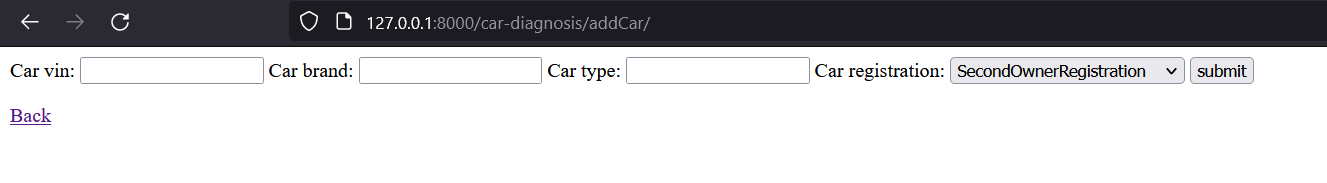 127.0.0.1:8000/car-diagnosis/addCar/
Car vin: Car brand: Car type: Car registration: SecondOwnerRegistration submit
Back